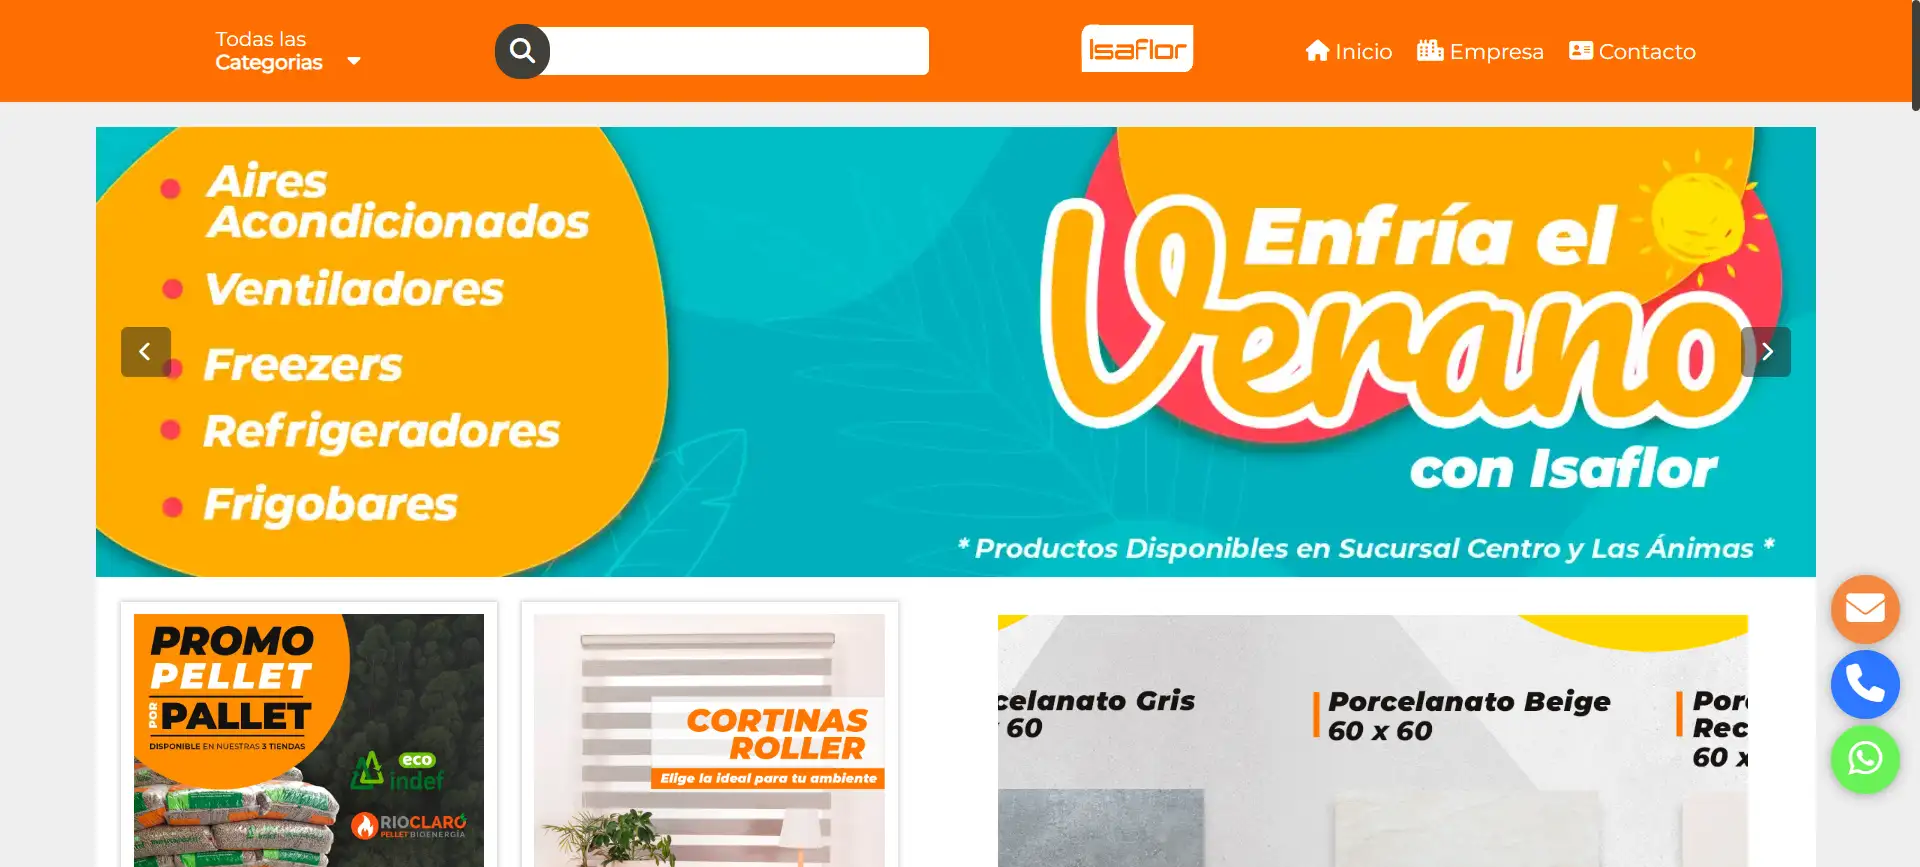 Todas las
Categorias
Isaflor
Inicio
Empresa
Contacto
Aires
Acondicionados
Ventiladores
Freezers
Refrigeradores
Frigobares
Enfría el
Verano
con Isaflor
* Productos Disponibles en Sucursal Centro y Las Ánimas *
PROMO
PELLET
POR PALLET
DISPONIBLE EN NUESTRAS 3 TIENDAS
eco
indef
RIOCLARO
PELLET BIOENERGÍA
CORTINAS
ROLLER
Elige la ideal para tu ambiente
celanato Gris
60
Porcelanato Beige
60 x 60
Por
Rec
60 x